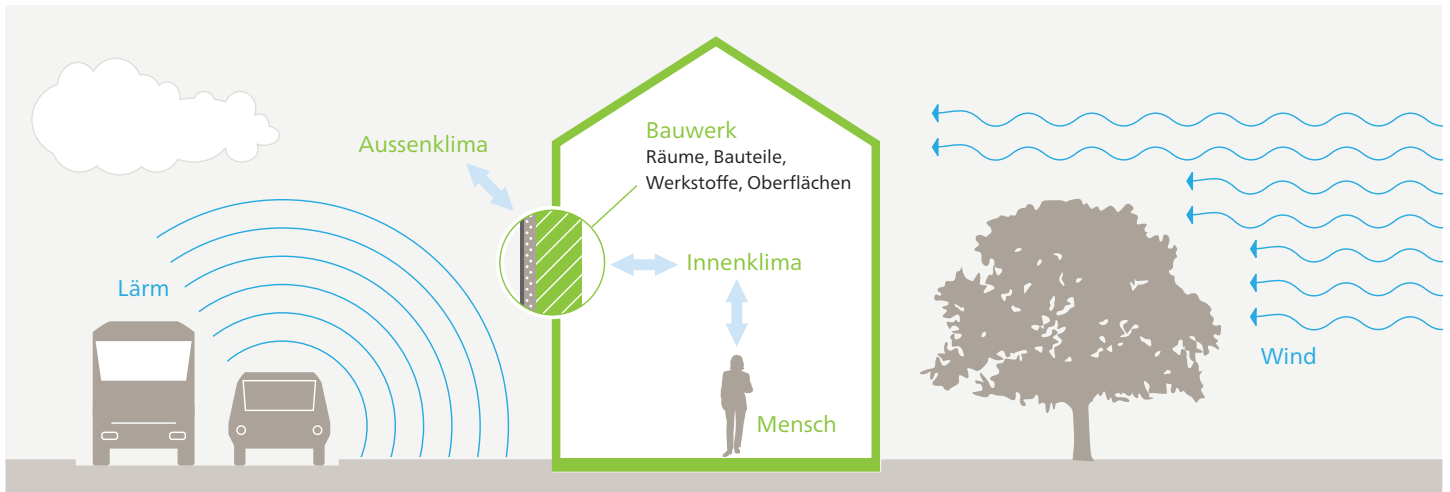 Bauwerk
Räume, Bauteile,
Werkstoffe, Oberflächen
Aussenklima
Innenklima
Lärm
Wind
Mensch